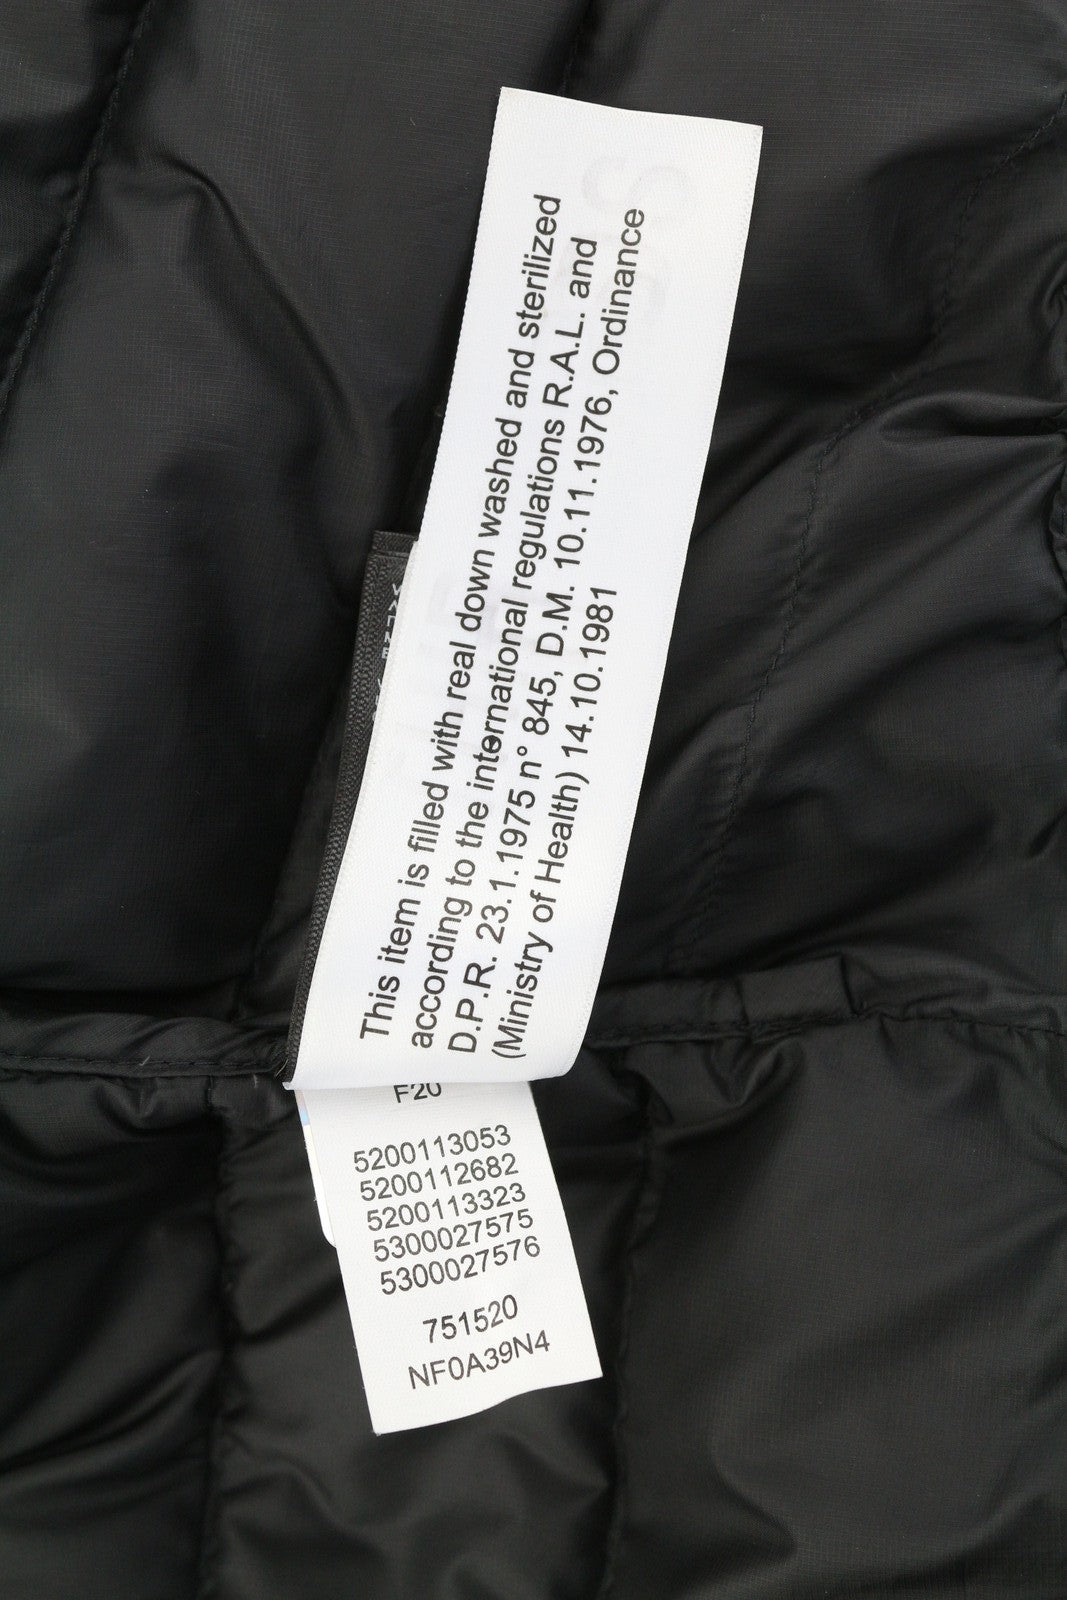 This item is filled with real down washed and sterilized
according to the international regulations R.A.L. and
D.P.R. 23.1.1975 n° 845, D.M. 10.11.1976, Ordinance
(Ministry of Health) 14.10.1981
F20
5200113053
5200112682
5200113323
5300027575
5300027576
751520
NF0A39N4